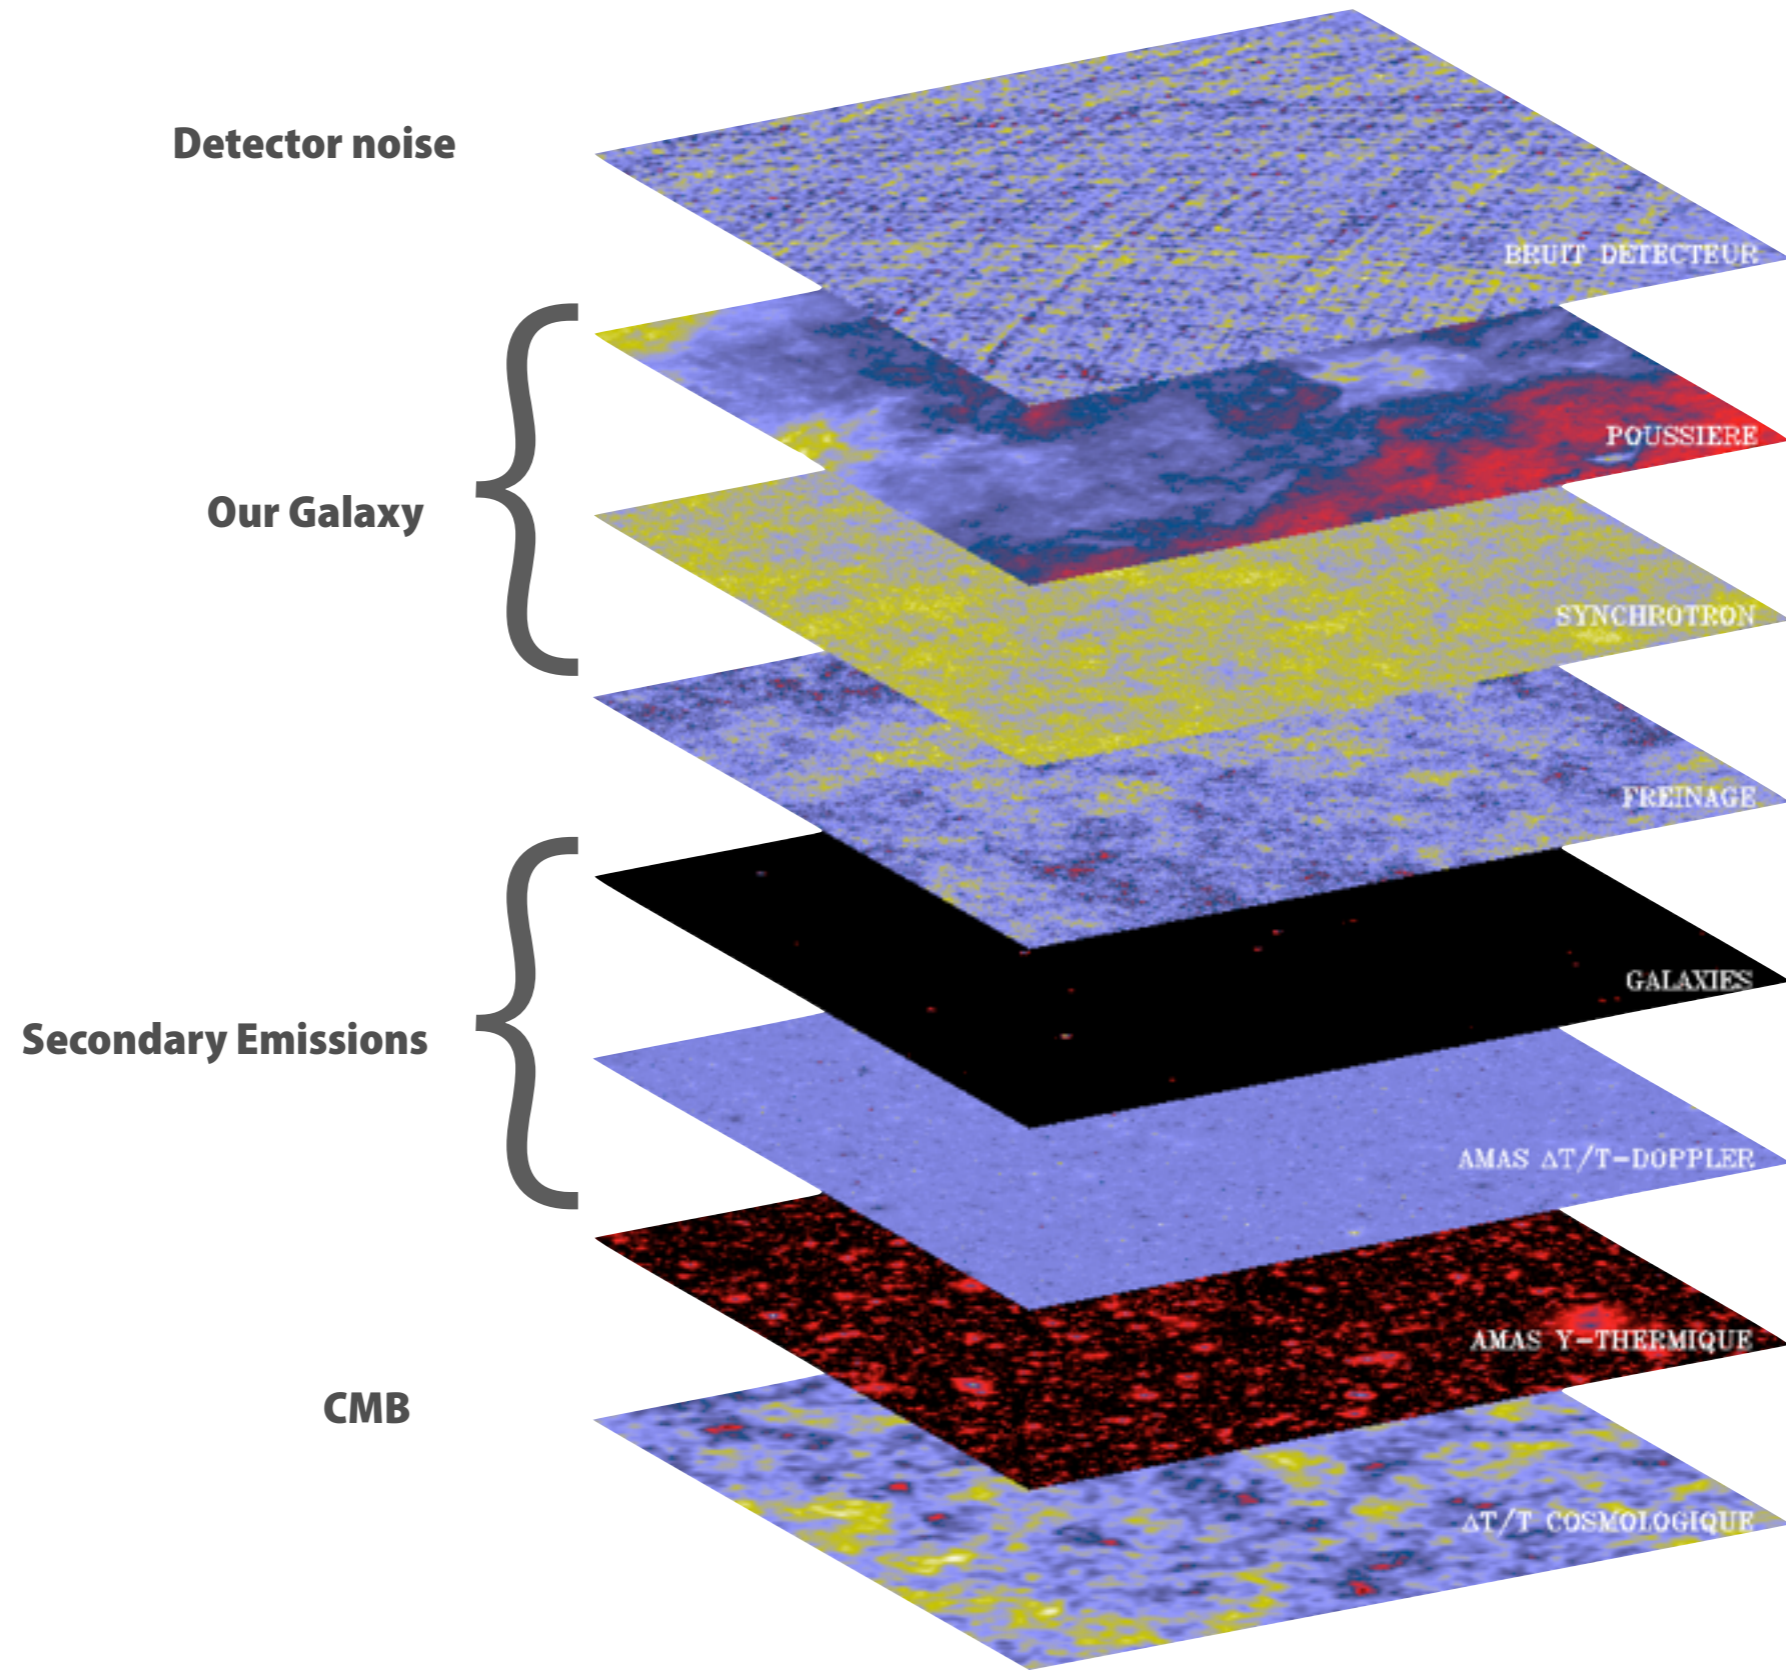 Detector noise
BRUIT DETECTEUR
POUSSIERE
Our Galaxy
SYNCHROTRON
FREINAGE
GALAXIES
Secondary Emissions
AMAS ΔT/T-DOPPLER
AMAS Y-THERMIQUE
CMB
ΔT/T COSMOLOGIQUE